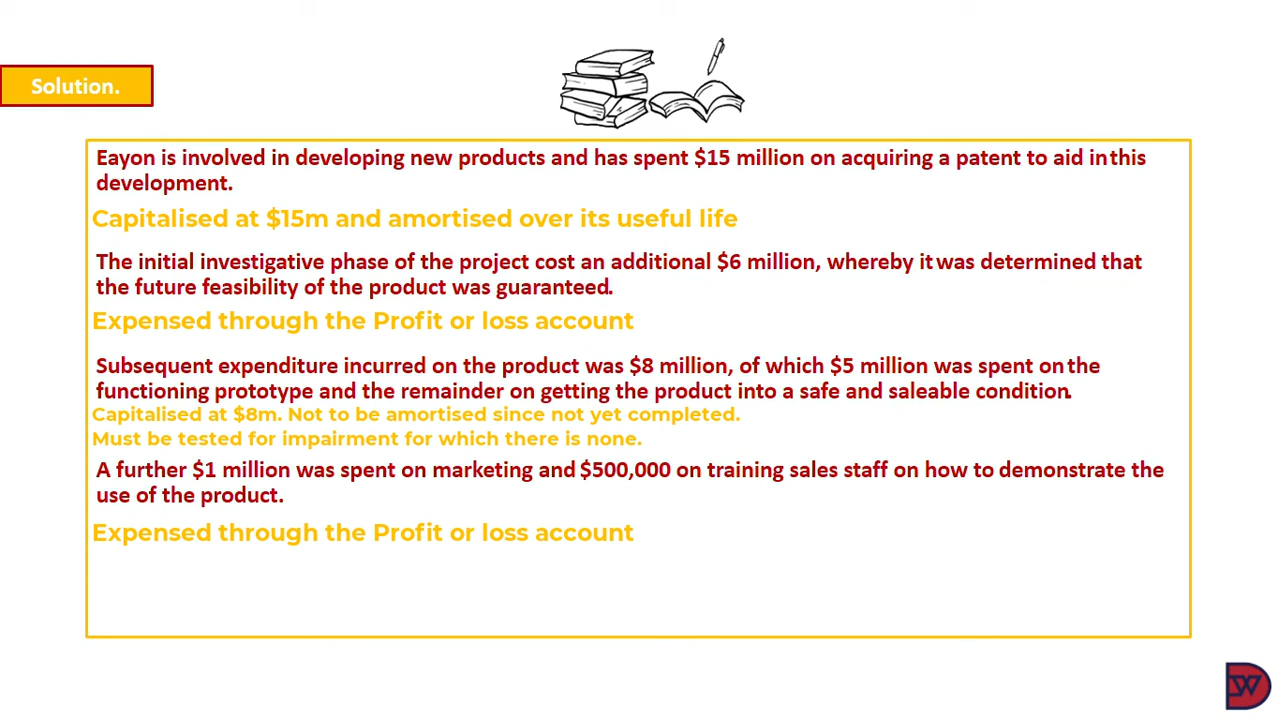 Solution.
Eayon is involved in developing new products and has spent $15 million on acquiring a patent to aid in this
development.
Capitalised at $15m and amortised over its useful life
The initial investigative phase of the project cost an additional $6 million, whereby it was determined that
the future feasibility of the product was guaranteed.
Expensed through the Profit or loss account
Subsequent expenditure incurred on the product was $8 million, of which $5 million was spent on the
functioning prototype and the remainder on getting the product into a safe and saleable condition.
Capitalised at $8m. Not to be amortised since not yet completed.
Must be tested for impairment for which there is none.
A further $1 million was spent on marketing and $500,000 on training sales staff on how to demonstrate the
use of the product.
Expensed through the Profit or loss account
W